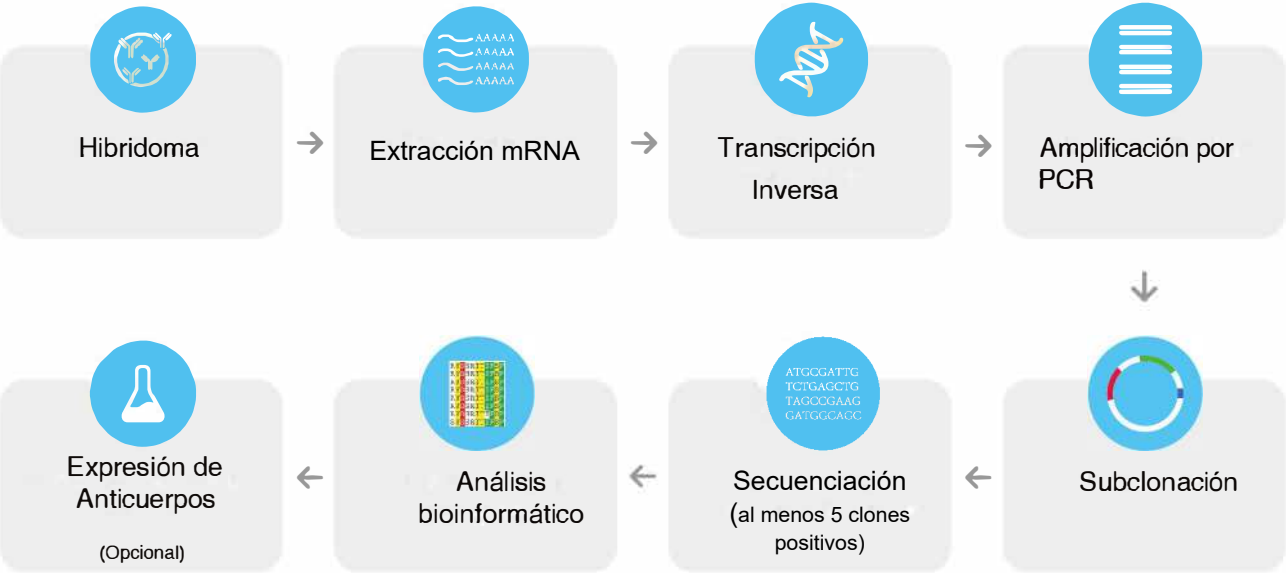 AAAAA
AAAAA
AAAAA
AAAAA
Hibridoma
Extracción mRNA
Transcripción
Inversa
Amplificación por
PCR
Subclonación
ATGCGATTG
TCTGAGCTG
TAGCCGAAG
GATGGCAGC
Secuenciación
(al menos 5 clones
positivos)
Análisis
bioinformático
Expresión de
Anticuerpos
(Opcional)